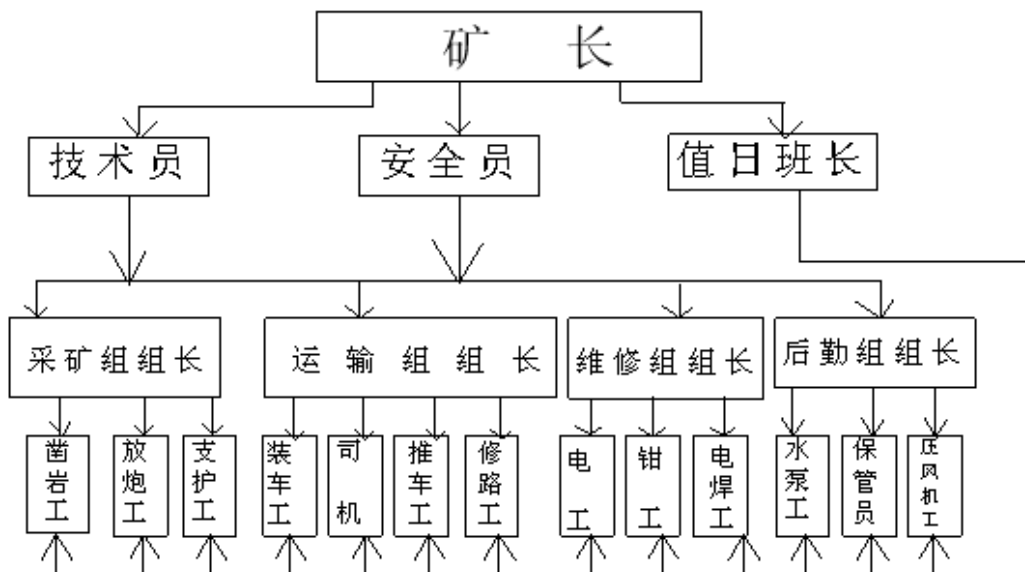 矿 长
技术员
安全员
值日班长
采矿组组长
运输组组长
维修组组长
后勤组组长
凿岩工
放炮工
支护工
装车工
司机
推车工
修路工
电工
钳工
电焊工
水泵工
保管员
压风机工